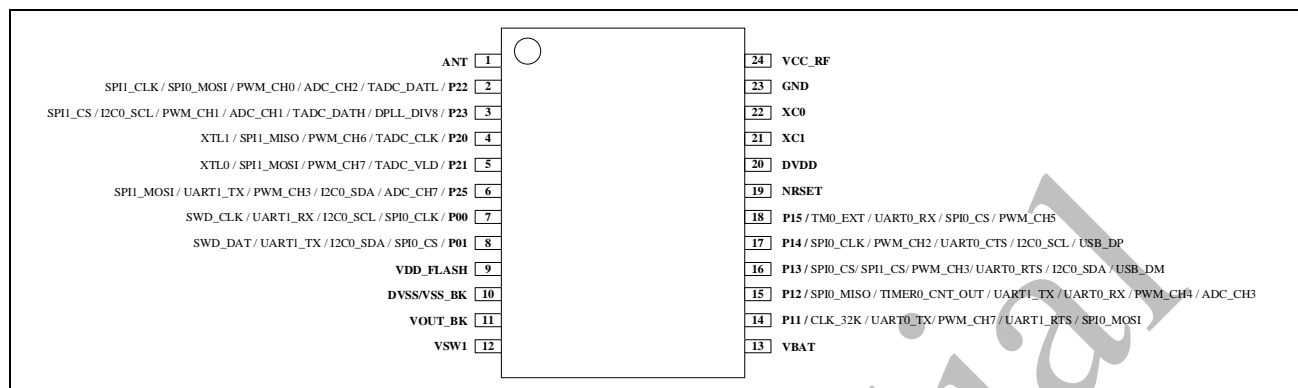 ANT 1
SPI1_CLK / SPI0_MOSI / PWM_CH0 / ADC_CH2 / TADC_DATL / P22 2
SPI1_CS / I2C0_SCL / PWM_CH1 / ADC_CH1 / TADC_DATH / DPLL_DIV8 / P23 3
XTL1 / SPI1_MISO / PWM_CH6 / TADC_CLK / P20 4
XTL0 / SPI1_MOSI / PWM_CH7 / TADC_VLD / P21 5
SPI1_MOSI / UART1_TX / PWM_CH3 / I2C0_SDA / ADC_CH7 / P25 6
SWD_CLK / UART1_RX / I2C0_SCL / SPI0_CLK / P00 7
SWD_DAT / UART1_TX / I2C0_SDA / SPI0_CS / P01 8
VDD_FLASH 9
DVSS/VSS_BK 10
VOUT_BK 11
VSW1 12
24 VCC_RF
23 GND
22 XC0
21 XC1
20 DVDD
19 NRSET
18 P15 / TM0_EXT / UART0_RX / SPI0_CS / PWM_CH5
17 P14 / SPI0_CLK / PWM_CH2 / UART0_CTS / I2C0_SCL / USB_DP
16 P13 / SPI0_CS/ SPI1_CS/ PWM_CH3/ UART0_RTS / I2C0_SDA / USB_DM
15 P12 / SPI0_MISO / TIMER0_CNT_OUT / UART1_TX / UART0_RX / PWM_CH4 / ADC_CH3
14 P11 / CLK_32K / UART0_TX/ PWM_CH7 / UART1_RTS / SPI0_MOSI
13 VBAT